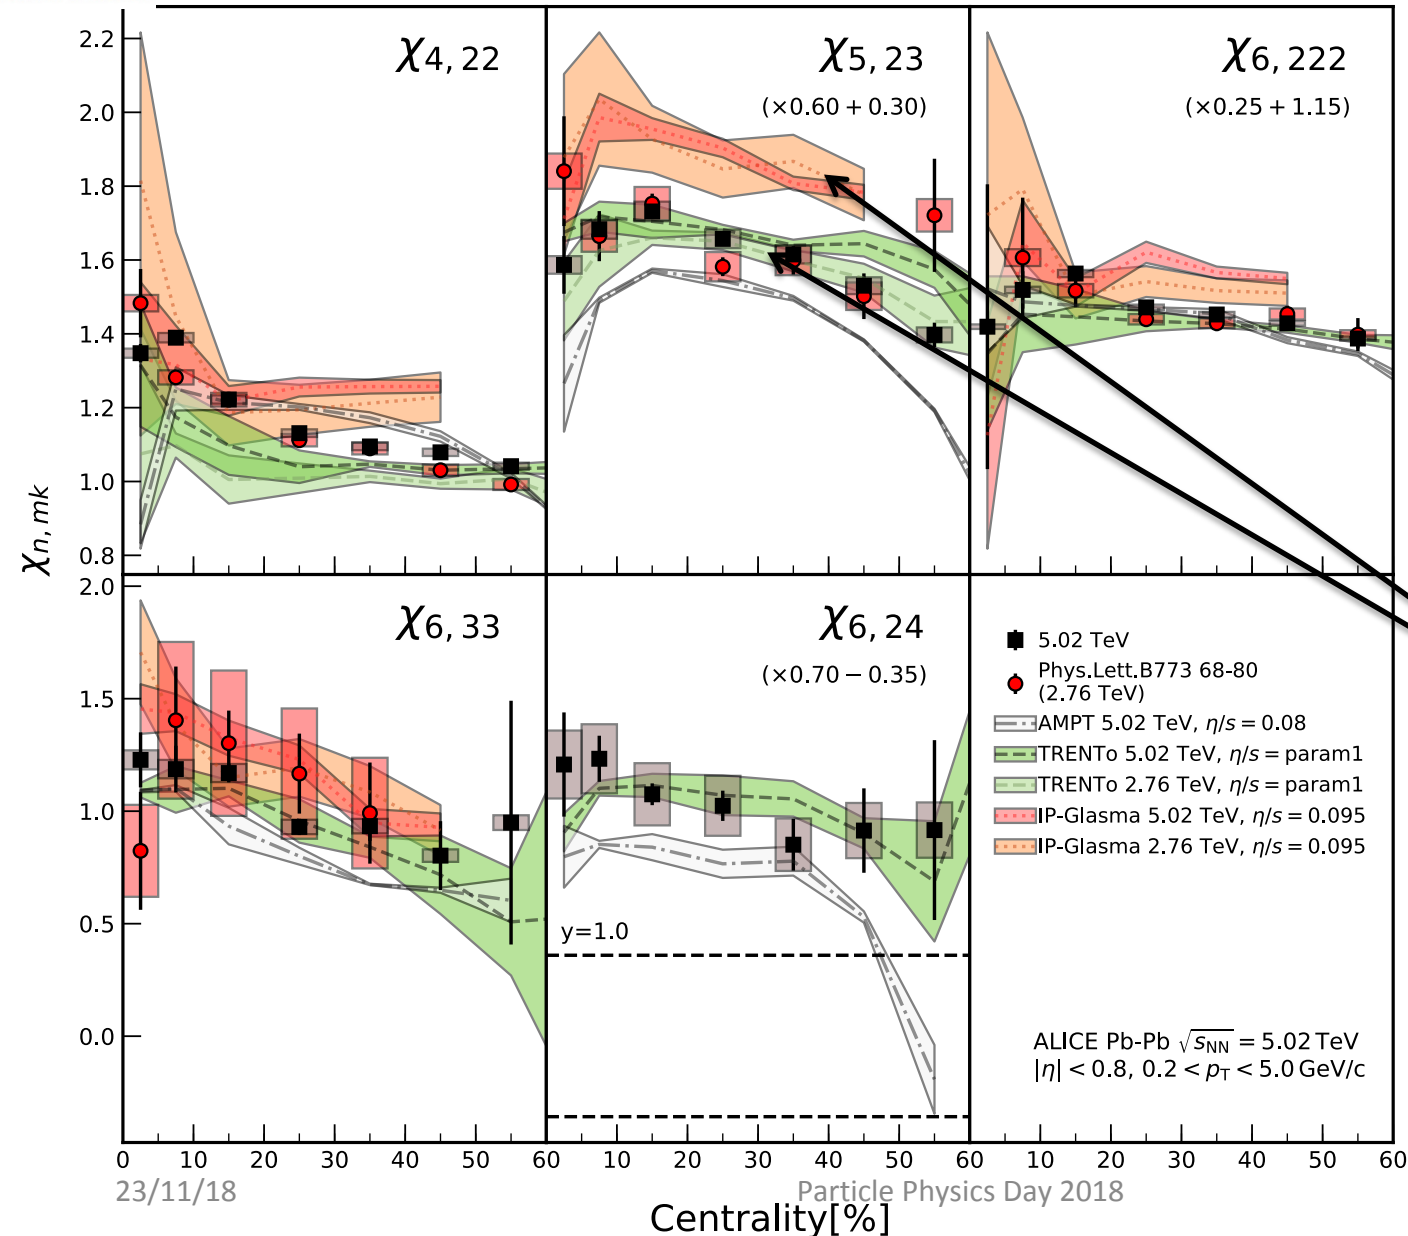 χ4, 22
χ5, 23
(×0.60 + 0.30)
χ6, 222
(×0.25 + 1.15)
2.2
2.0
1.8
1.6
1.4
1.2
1.0
0.8
χn, mk
χ6, 33
χ6, 24
(×0.70 − 0.35)
y=1.0
2.0
1.5
1.0
0.5
0.0
5.02 TeV
Phys.Lett.B773 68-80
(2.76 TeV)
AMPT 5.02 TeV, η/s = 0.08
TRENTo 5.02 TeV, η/s = param1
TRENTo 2.76 TeV, η/s = param1
IP-Glasma 5.02 TeV, η/s = 0.095
IP-Glasma 2.76 TeV, η/s = 0.095
ALICE Pb-Pb √sNN = 5.02 TeV
|η| < 0.8, 0.2 < pT < 5.0 GeV/c
0 10 20 30 40 50 60 10 20 30 40 50 60 10 20 30 40 50 60
23/11/18
Particle Physics Day 2018
Centrality[%]